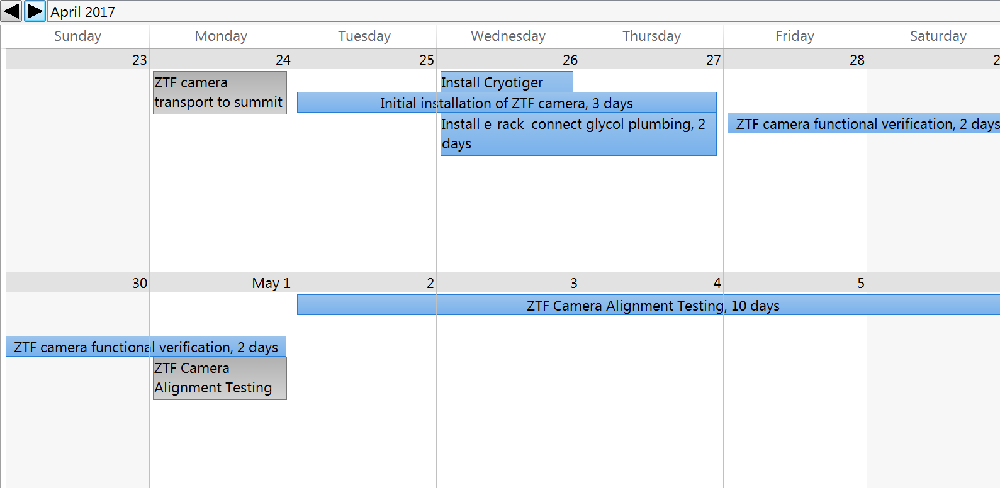 April 2017
Sunday Monday Tuesday Wednesday Thursday Friday Saturday
23 24 25 26 27 28 2
ZTF camera
transport to summit
Install Cryotiger
Initial installation of ZTF camera, 3 days
Install e-rack _connect glycol plumbing, 2
days
ZTF camera functional verification, 2 days
30 May 1 2 3 4 5
ZTF Camera Alignment Testing, 10 days
ZTF camera functional verification, 2 days
ZTF Camera
Alignment Testing